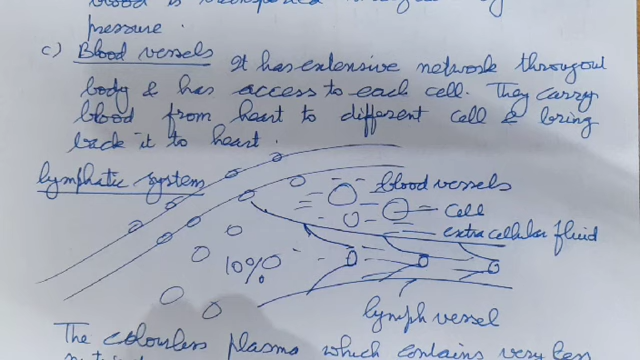 pressure.
c) Blood vessels It has extensive network througout
body & has access to each cell. They carry
blood from heart to different cell & bring
back it to heart.
lymphatic system
blood vessels
cell
extracellular fluid
10%
lymph vessel
The colourless plasma which contains very less